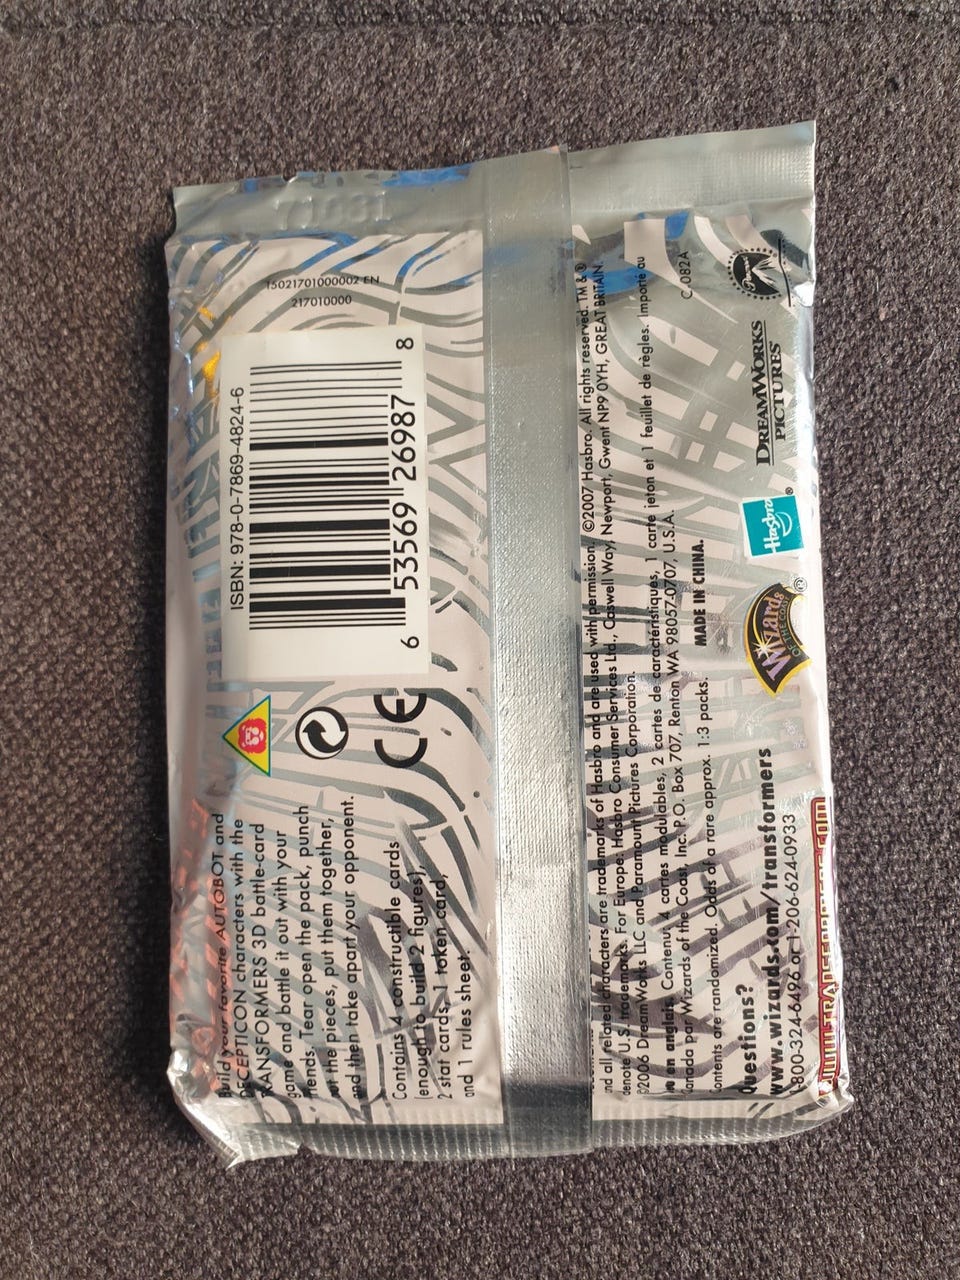 Build your favorite AUTOBOT and
DECEPTICON characters with the
TRANSFORMERS 3D battle-card
game and battle it out with your
friends. Tear open the pack, punch
out the pieces, put them together,
and then take apart your opponent.
Contains 4 constructible cards
(enough to build 2 figures),
2 stat cards, 1 token card,
and 1 rules sheet.
CE
ISBN: 978-0-7869-4824-6
6 53569 26987 8
15021701000002 EN
217010000
71681
and all related characters are trademarks of Hasbro and are used with permission. ©2007 Hasbro. All rights reserved. TM & ®
denote U.S. trademarks. For Europe: Hasbro Consumer Services Ltd., Caswell Way, Newport, Gwent NP9 0YH, GREAT BRITAIN.
©2006 DreamWorks LLC and Paramount Pictures Corporation.
en anglais. Contenu: 4 cartes modulables, 2 cartes de caractéristiques, 1 carte jeton et 1 feuillet de règles. Importé au
Canada par Wizards of the Coast, Inc. P.O. Box 707, Renton WA 98057-0707, U.S.A.
Contents are randomized. Odds of a rare approx. 1:3 packs. MADE IN CHINA. C.082A
Questions?
www.wizards.com/transformers
1-800-324-6496 or 1-206-624-0933
Wizards OF THE COAST ®
Hasbro ®
DREAMWORKS
PICTURES
Paramount